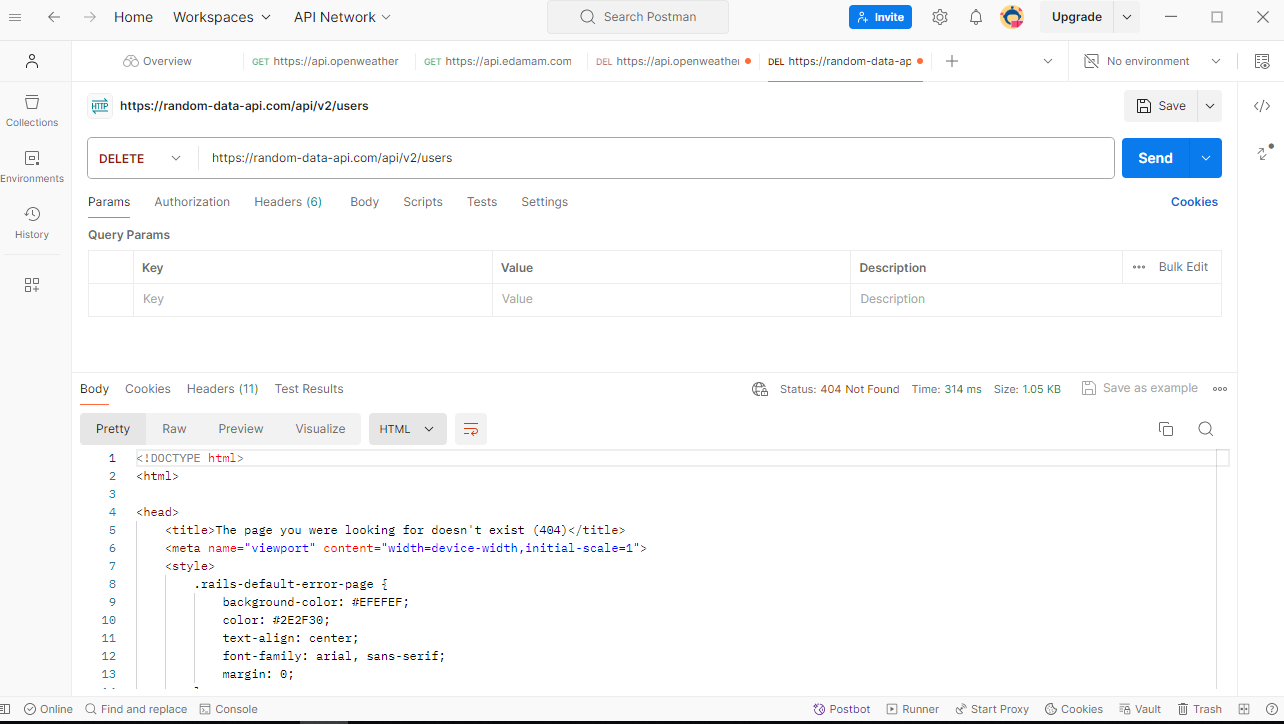 Home Workspaces API Network Search Postman Invite Upgrade
Overview GET https://api.openweather GET https://api.edamam.com DEL https://api.openweather DEL https://random-data-ap No environment
HTTP https://random-data-api.com/api/v2/users Save
Collections
DELETE https://random-data-api.com/api/v2/users Send
Environments
Params Authorization Headers (6) Body Scripts Tests Settings Cookies
History
Query Params
Key Value Description Bulk Edit
Key Value Description
Body Cookies Headers (11) Test Results Status: 404 Not Found Time: 314 ms Size: 1.05 KB Save as example
Pretty Raw Preview Visualize HTML
1 <!DOCTYPE html>
2 <html>
3
4 <head>
5 <title>The page you were looking for doesn't exist (404)</title>
6 <meta name="viewport" content="width=device-width,initial-scale=1">
7 <style>
8 .rails-default-error-page {
9 background-color: #EFEFEF;
10 color: #2E2F30;
11 text-align: center;
12 font-family: arial, sans-serif;
13 margin: 0;
Online Find and replace Console Postbot Runner Start Proxy Cookies Vault Trash